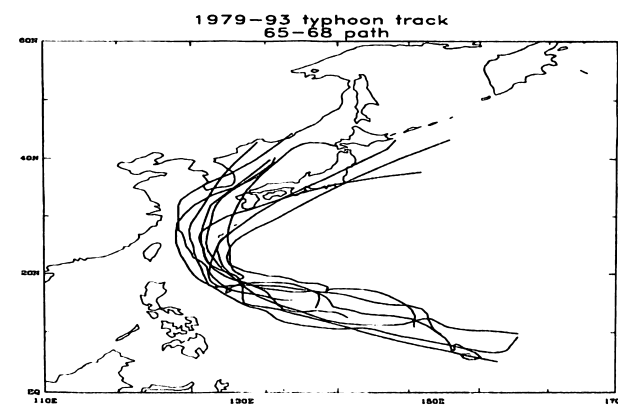 1979-93 typhoon track
65-68 path
60N
40N
20N
EQ
110E 130E 150E 170